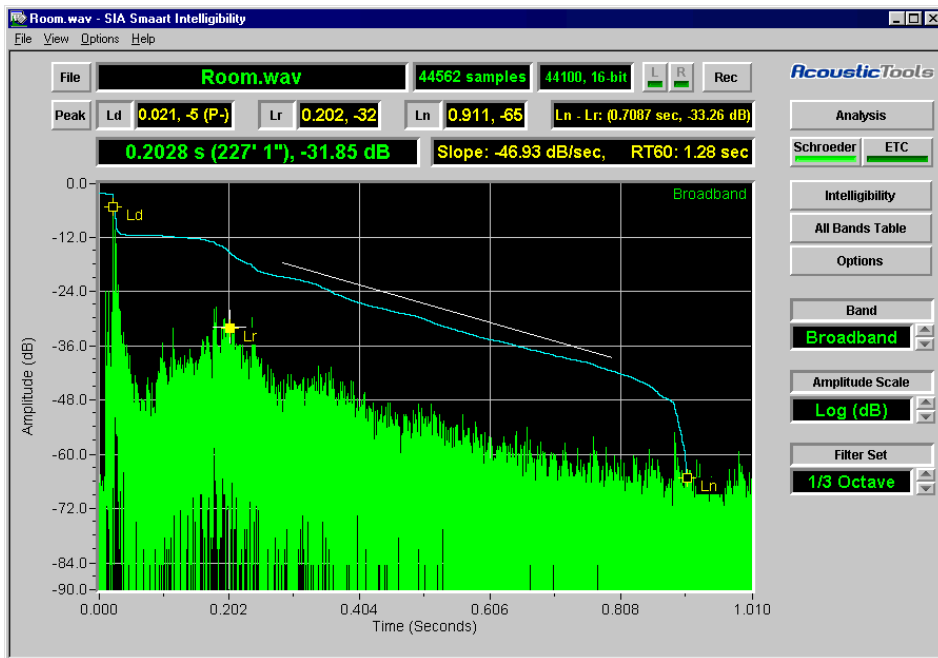 Room.wav - SIA Smaart Intelligibility
File View Options Help
File Room.wav 44562 samples 44100, 16-bit L R Rec
AcousticTools
Peak Ld 0.021, -5 (P-) Lr 0.202, -32 Ln 0.911, -65 Ln - Lr: (0.7087 sec, -33.26 dB)
Analysis
0.2028 s (227' 1"), -31.85 dB Slope: -46.93 dB/sec, RT60: 1.28 sec
Schroeder ETC
Broadband
Ld
Lr
Ln
Amplitude (dB)
0.0
-12.0
-24.0
-36.0
-48.0
-60.0
-72.0
-84.0
-90.0
0.000 0.202 0.404 0.606 0.808 1.010
Time (Seconds)
Intelligibility
All Bands Table
Options
Band
Broadband
Amplitude Scale
Log (dB)
Filter Set
1/3 Octave